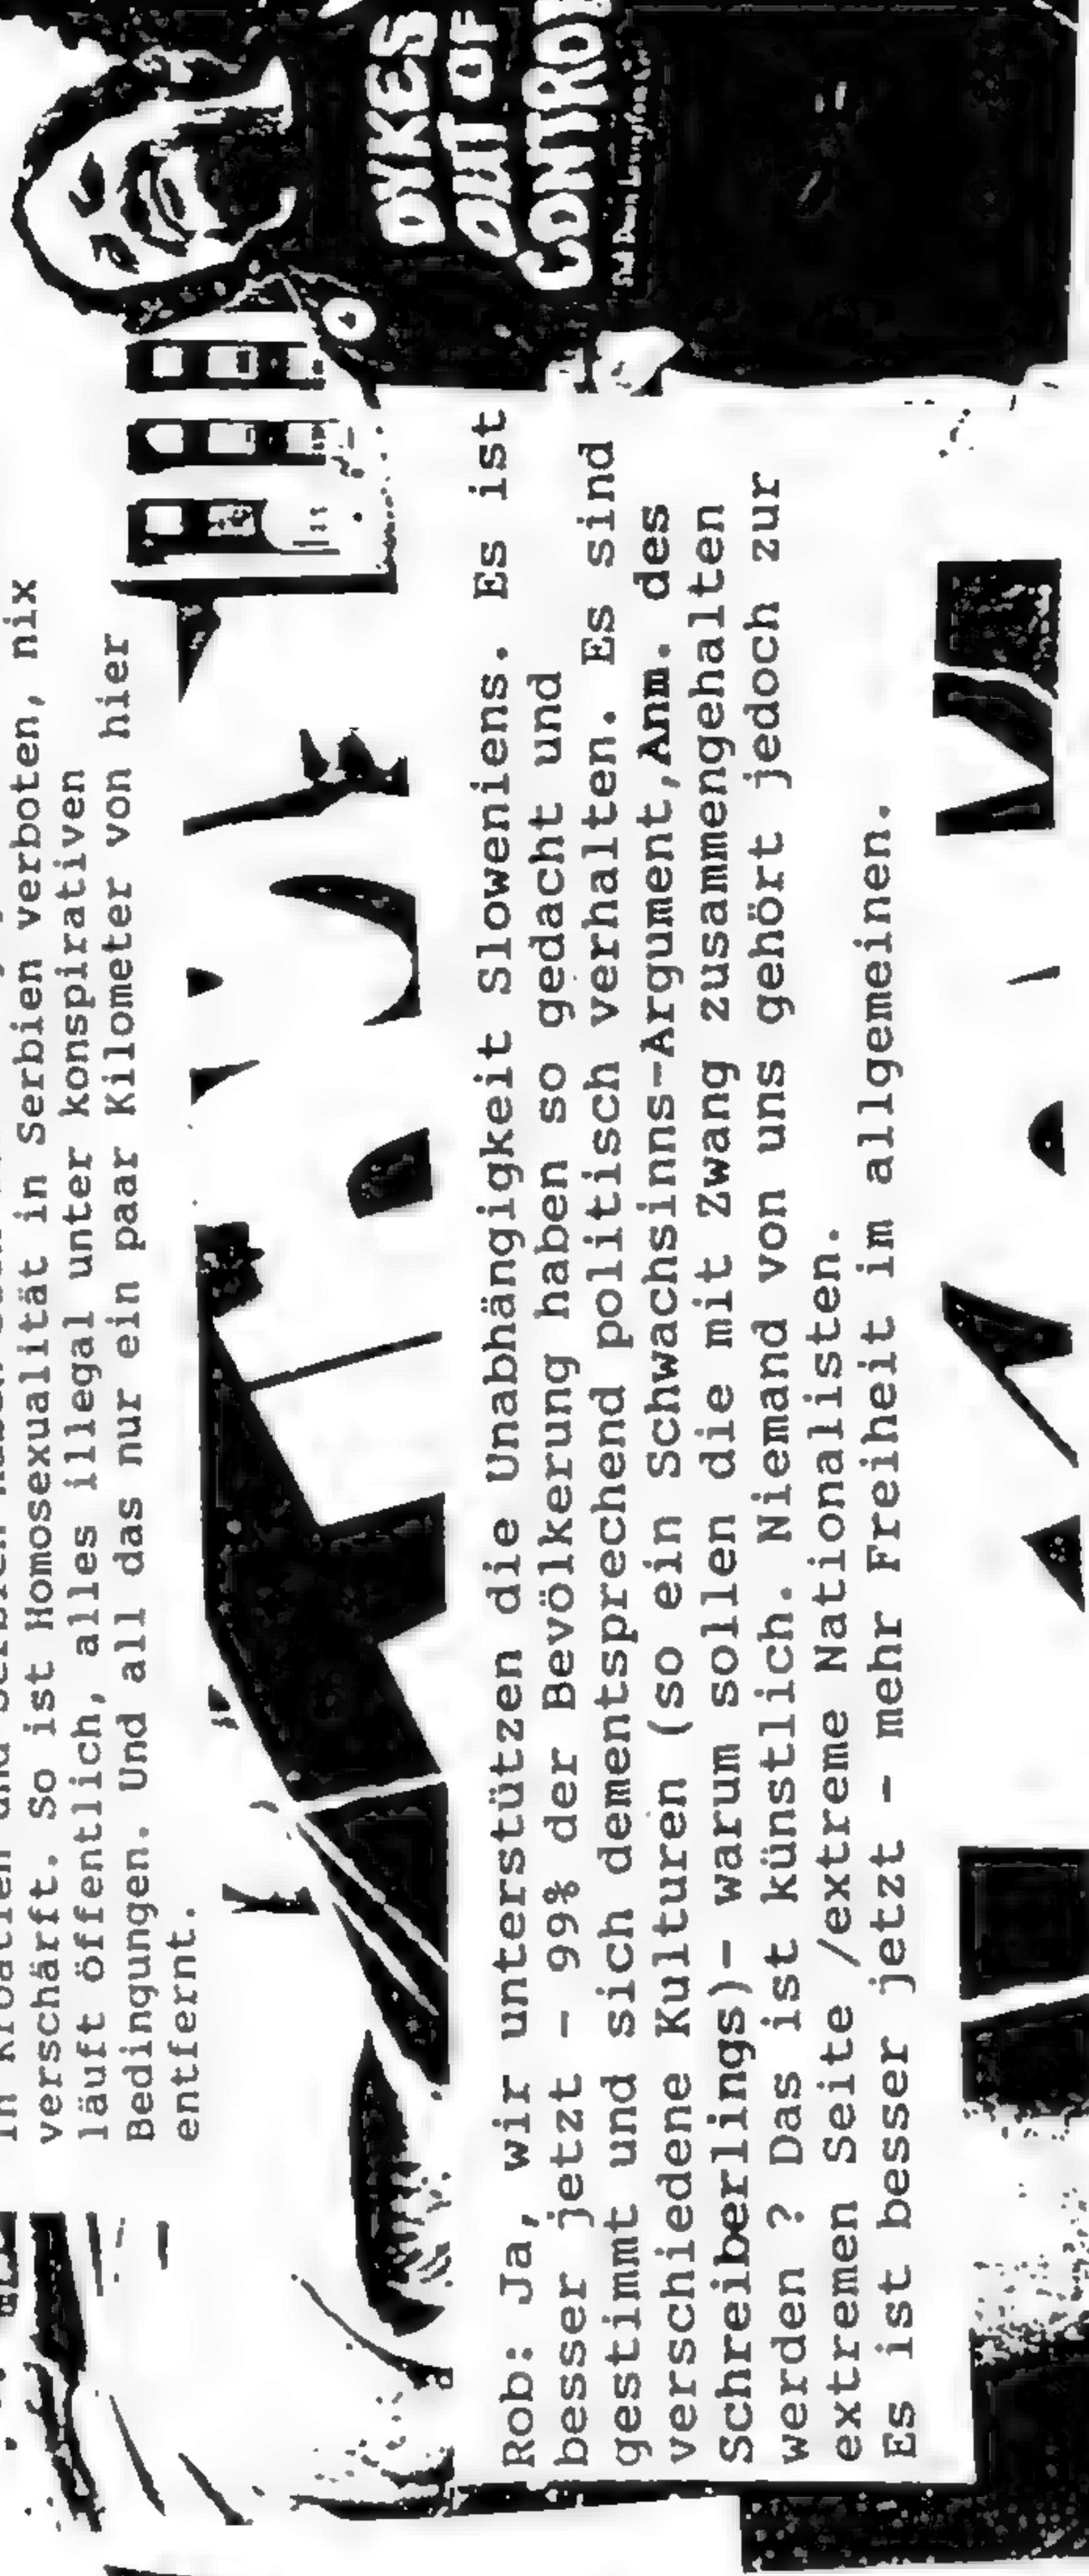 verschärft. So ist Homosexualität in Serbien verboten, nix
läuft öffentlich, alles illegal unter konspirativen
Bedingungen. Und all das nur ein paar Kilometer von hier
entfernt.
DYKES
OUT OF
CONTROL
Rob: Ja, wir unterstützen die Unabhängigkeit Sloweniens. Es ist
besser jetzt - 99% der Bevölkerung haben so gedacht und
gestimmt und sich dementsprechend politisch verhalten. Es sind
verschiedene Kulturen (so ein Schwachsinns-Argument,Anm. des
Schreiberlings)- warum sollen die mit Zwang zusammengehalten
werden ? Das ist künstlich. Niemand von uns gehört jedoch zur
extremen Seite /extreme Nationalisten.
Es ist besser jetzt - mehr Freiheit im allgemeinen.